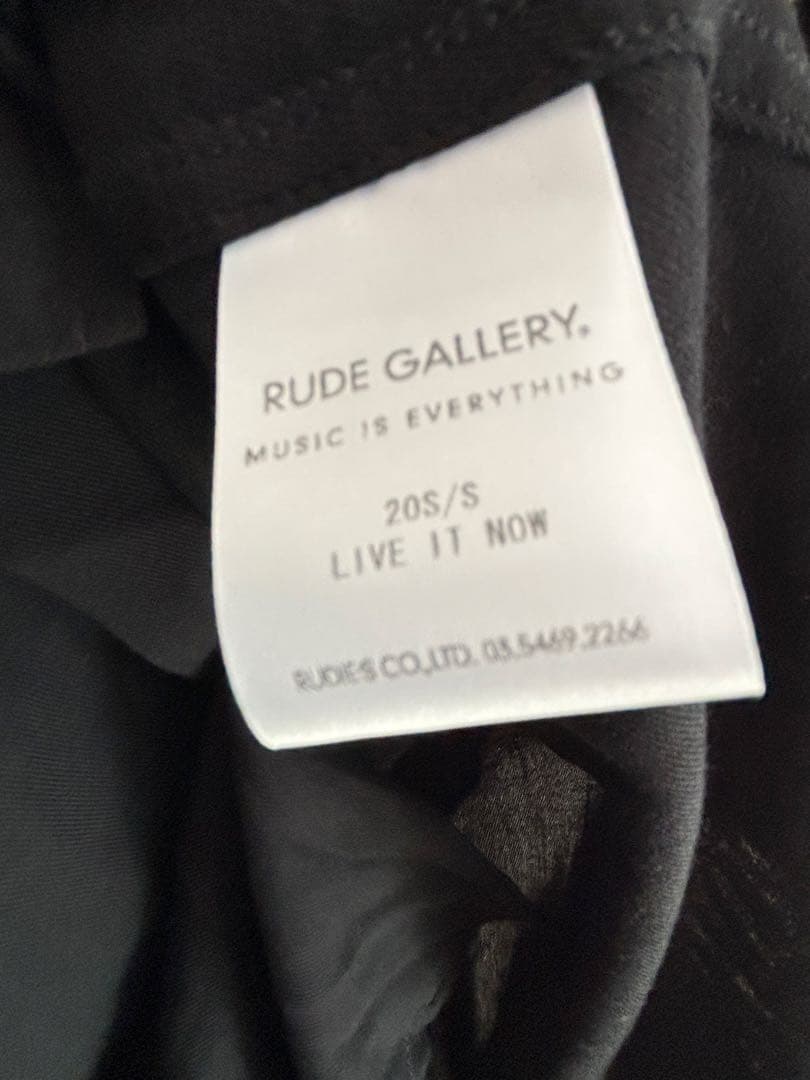 RUDE GALLERY.
MUSIC IS EVERYTHING
20S/S
LIVE IT NOW
RUDIE'S CO.,LTD. 03.5469.2266